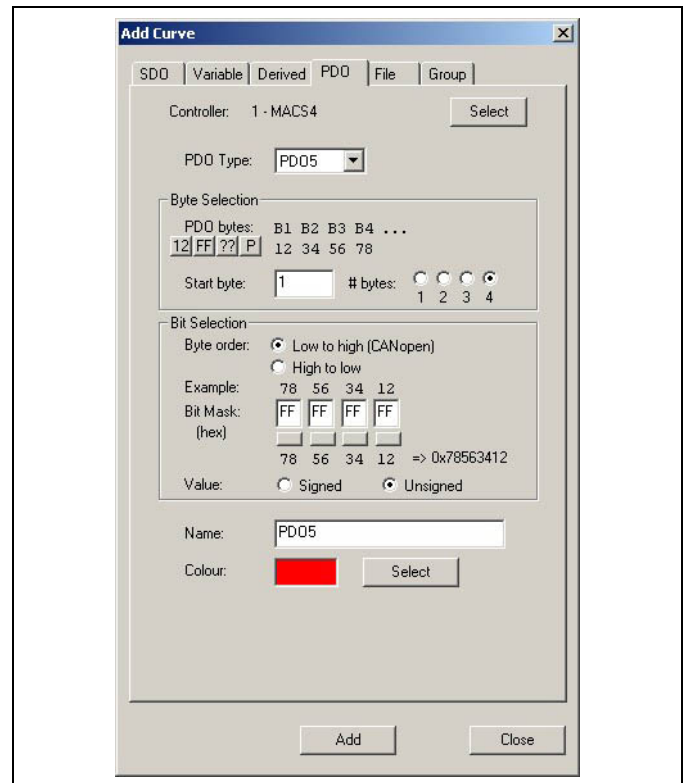 Add Curve
SDO Variable Derived PDO File Group
Controller: 1 - MACS4 Select
PDO Type: PDO5
Byte Selection
PDO bytes: B1 B2 B3 B4 ...
12 FF ?? P 12 34 56 78
Start byte: 1 # bytes:
1 2 3 4
Bit Selection
Byte order: Low to high (CANopen)
High to low
Example: 78 56 34 12
Bit Mask: FF FF FF FF
(hex)
78 56 34 12 => 0x78563412
Value: Signed Unsigned
Name: PDO5
Colour: Select
Add Close